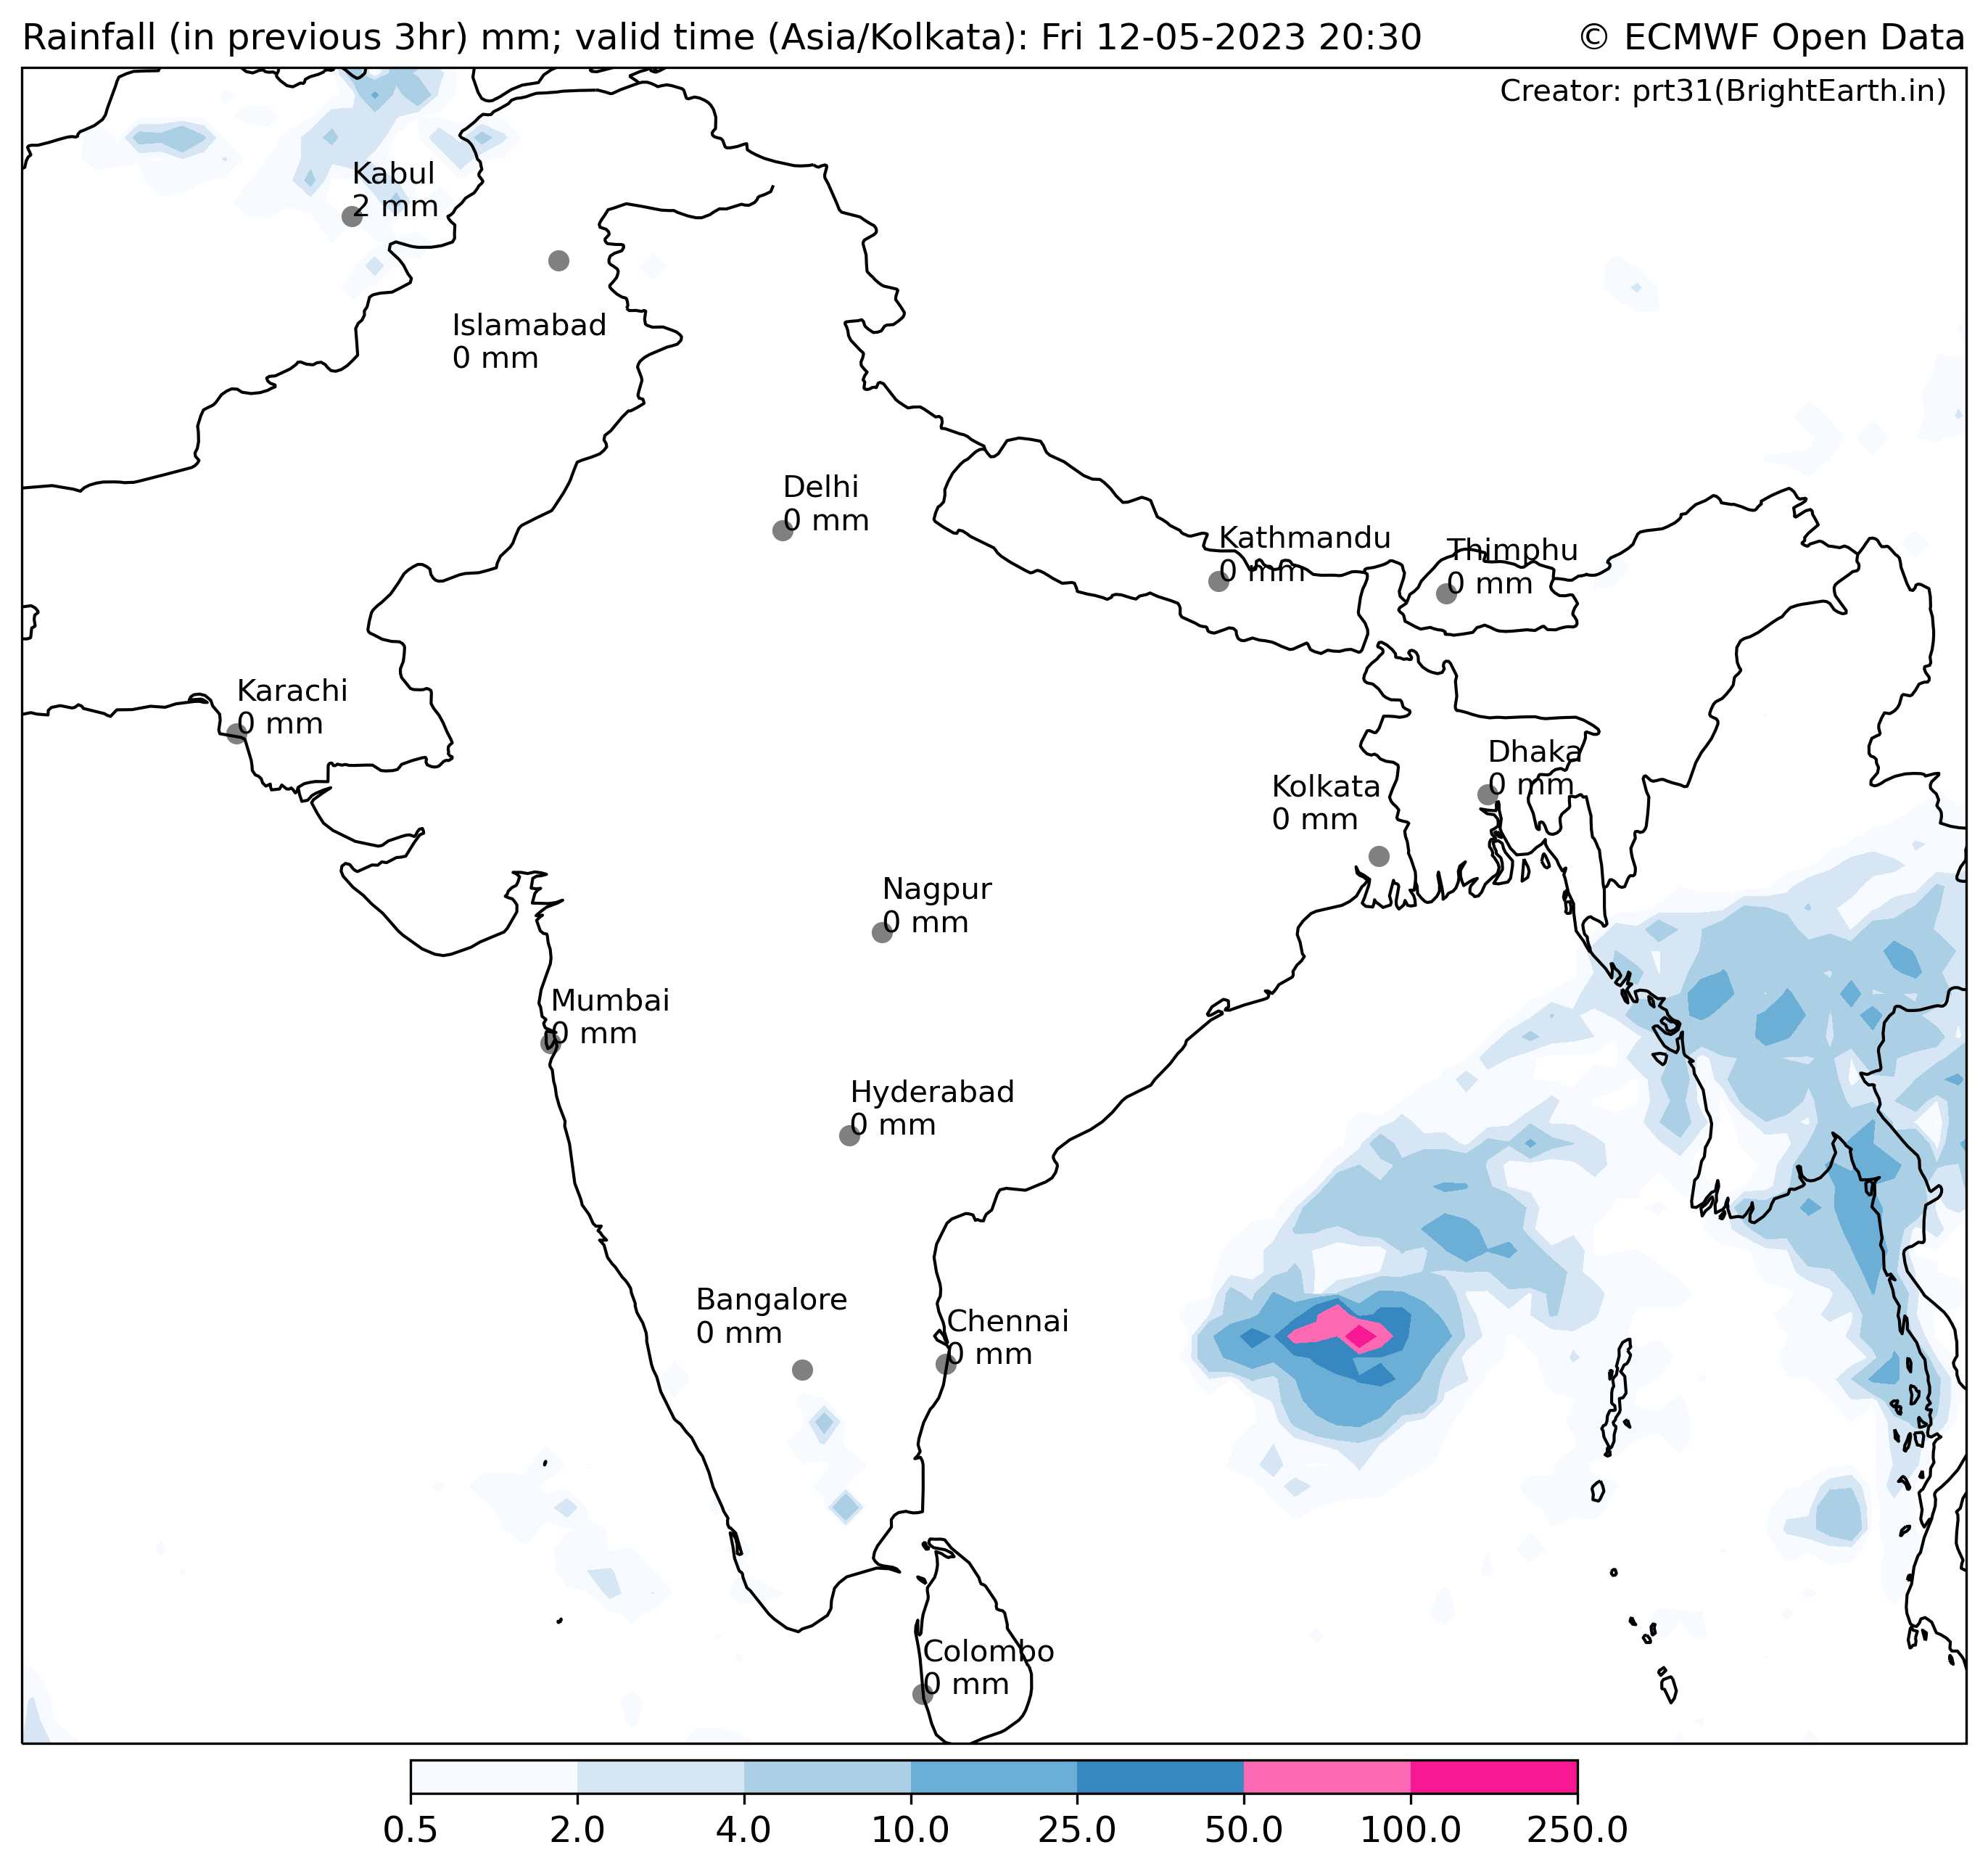 Rainfall (in previous 3hr) mm; valid time (Asia/Kolkata): Fri 12-05-2023 20:30 © ECMWF Open Data
Creator: prt31(BrightEarth.in)
Kabul
2 mm
Islamabad
0 mm
Delhi
0 mm
Kathmandu
0 mm
Thimphu
0 mm
Karachi
0 mm
Dhaka
0 mm
Kolkata
0 mm
Nagpur
0 mm
Mumbai
0 mm
Hyderabad
0 mm
Bangalore
0 mm
Chennai
0 mm
Colombo
0 mm
0.5 2.0 4.0 10.0 25.0 50.0 100.0 250.0